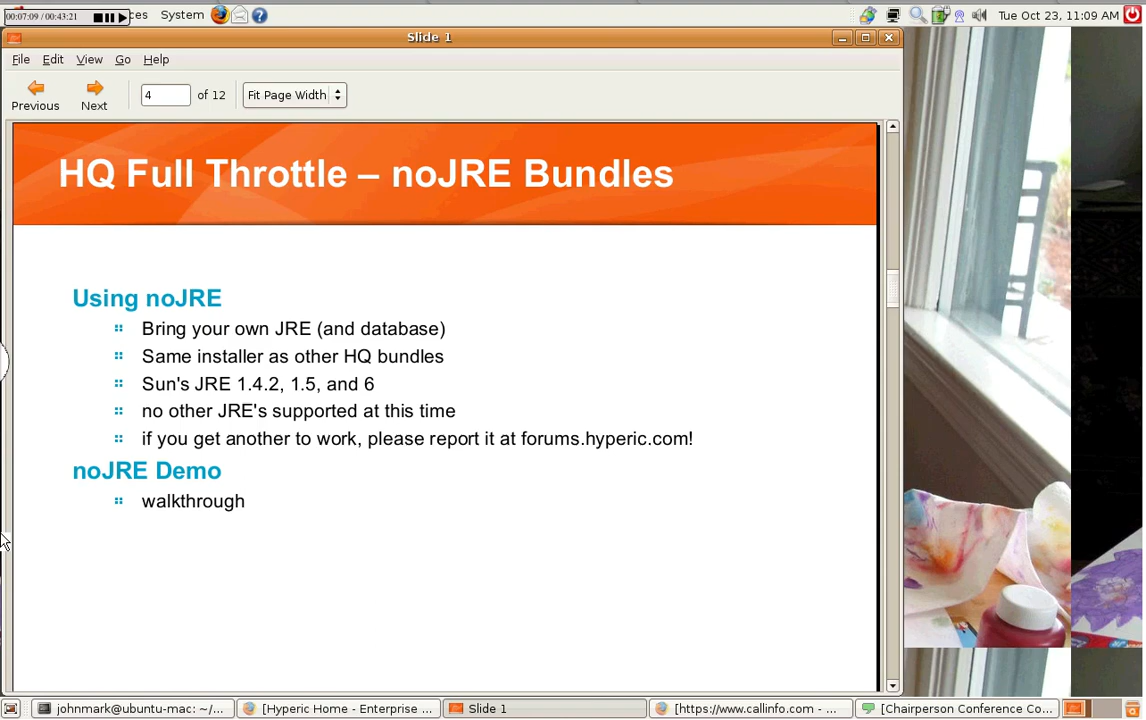 00:07:09 / 00:43:21
ces System
Tue Oct 23, 11:09 AM
Slide 1
File Edit View Go Help
Previous Next
4 of 12
Fit Page Width
HQ Full Throttle – noJRE Bundles
Using noJRE
Bring your own JRE (and database)
Same installer as other HQ bundles
Sun's JRE 1.4.2, 1.5, and 6
no other JRE's supported at this time
if you get another to work, please report it at forums.hyperic.com!
noJRE Demo
walkthrough
johnmark@ubuntu-mac: ~/...
[Hyperic Home - Enterprise ...
Slide 1
[https://www.callinfo.com - ...
[Chairperson Conference Co...